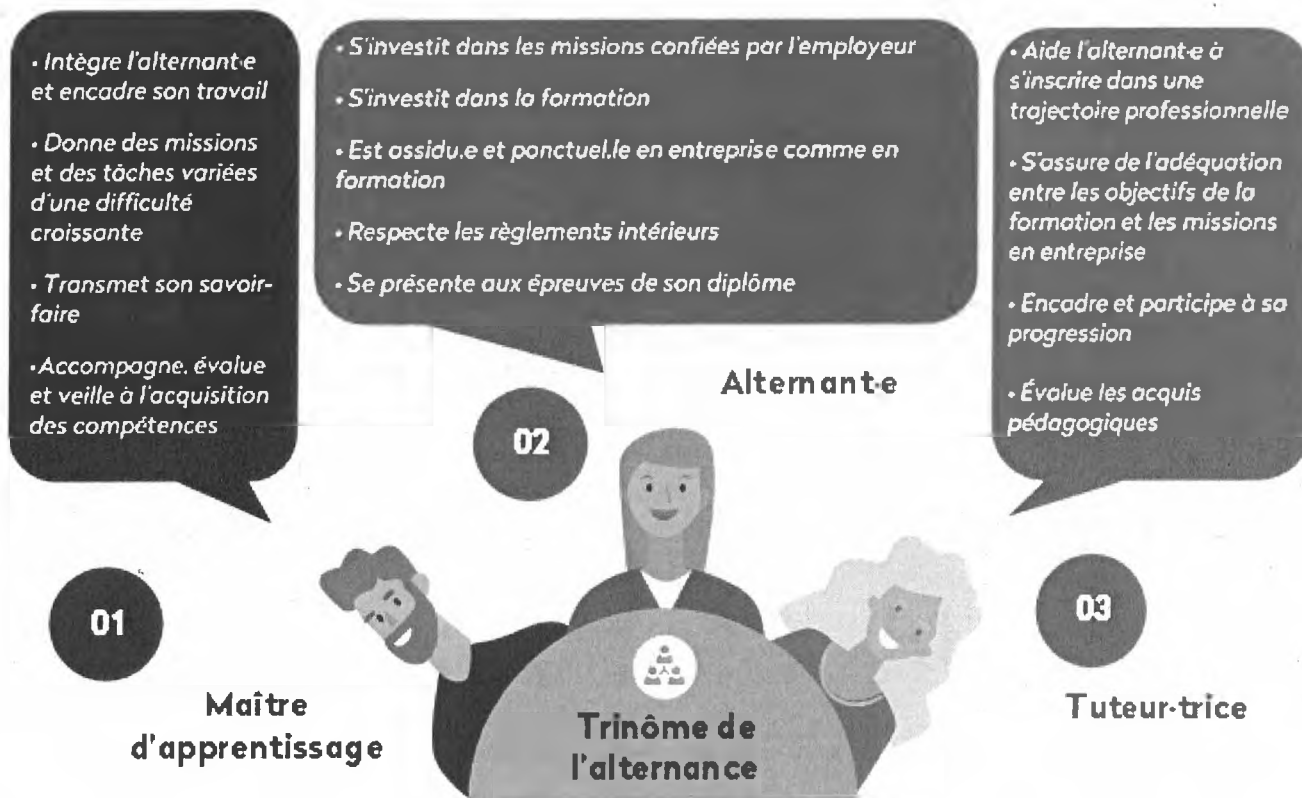 • Intègre l'alternant·e
et encadre son travail
• Donne des missions
et des tâches variées
d'une difficulté
croissante
• Transmet son savoir-
faire
•Accompagne, évalue
et veille à l'acquisition
des compétences
• S'investit dans les missions confiées par l'employeur
• S'investit dans la formation
• Est assidu.e et ponctuel.le en entreprise comme en
formation
• Respecte les règlements intérieurs
• Se présente aux épreuves de son diplôme
• Aide l'alternant·e à
s'inscrire dans une
trajectoire professionnelle
• S'assure de l'adéquation
entre les objectifs de la
formation et les missions
en entreprise
• Encadre et participe à sa
progression
• Évalue les acquis
pédagogiques
Alternant·e
02
01
03
Maître
d'apprentissage
Trinôme de
l'alternance
Tuteur·trice